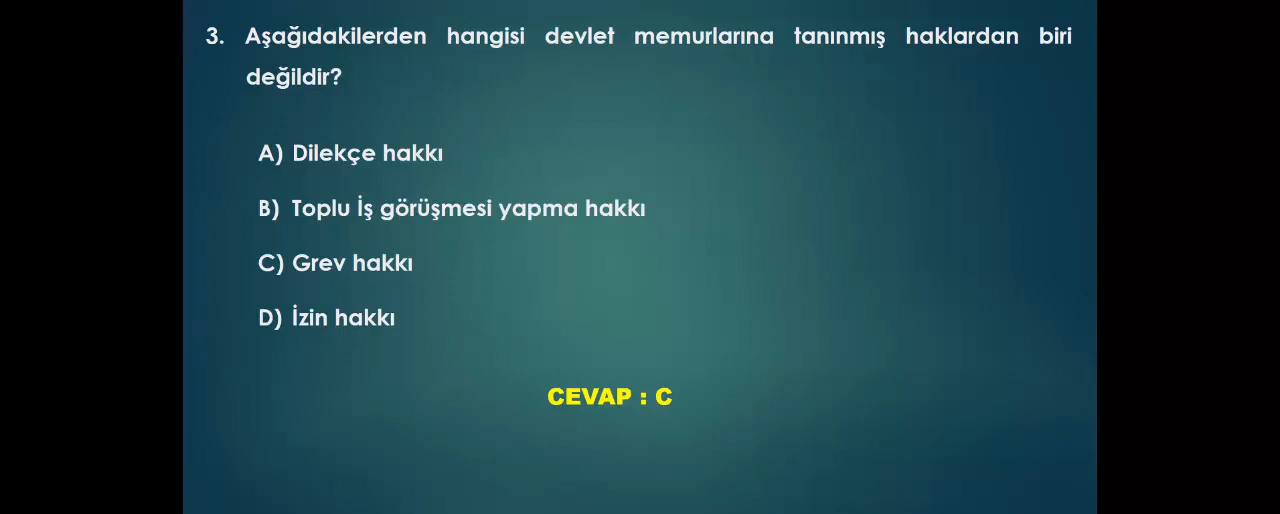 3. Aşağıdakilerden hangisi devlet memurlarına tanınmış haklardan biri
değildir?
A) Dilekçe hakkı
B) Toplu İş görüşmesi yapma hakkı
C) Grev hakkı
D) İzin hakkı
CEVAP : C